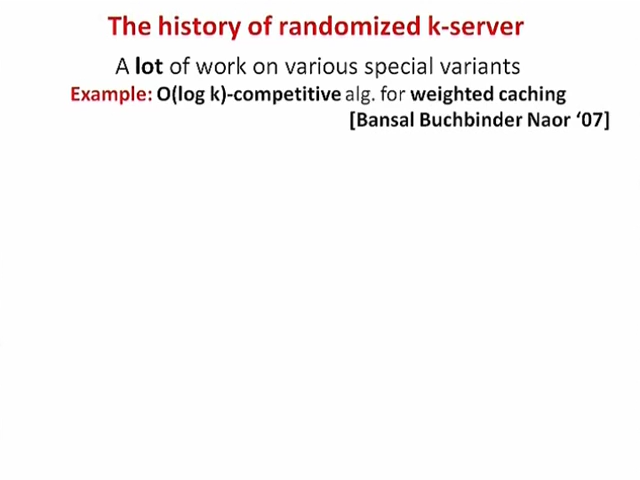 The history of randomized k-server
A lot of work on various special variants
Example: O(log k)-competitive alg. for weighted caching
[Bansal Buchbinder Naor ‘07]